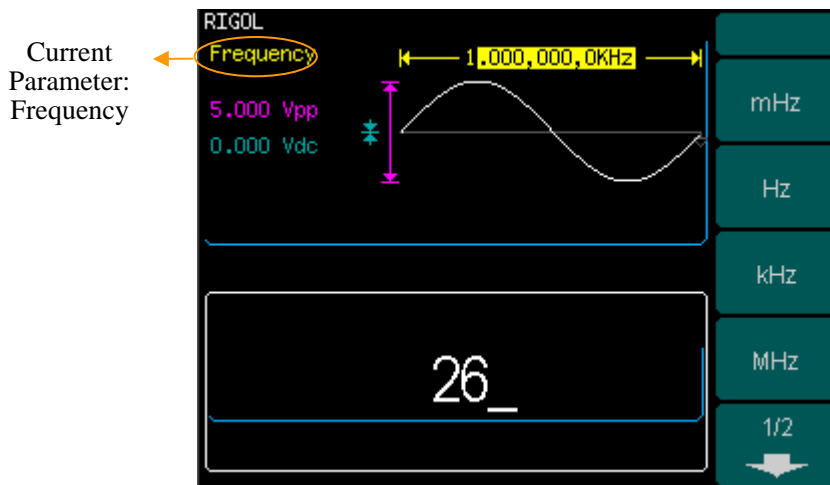 Current
Parameter:
Frequency
RIGOL
Frequency
1.000,000,0KHz
5.000 Vpp
0.000 Vdc
26_
mHz
Hz
kHz
MHz
1/2